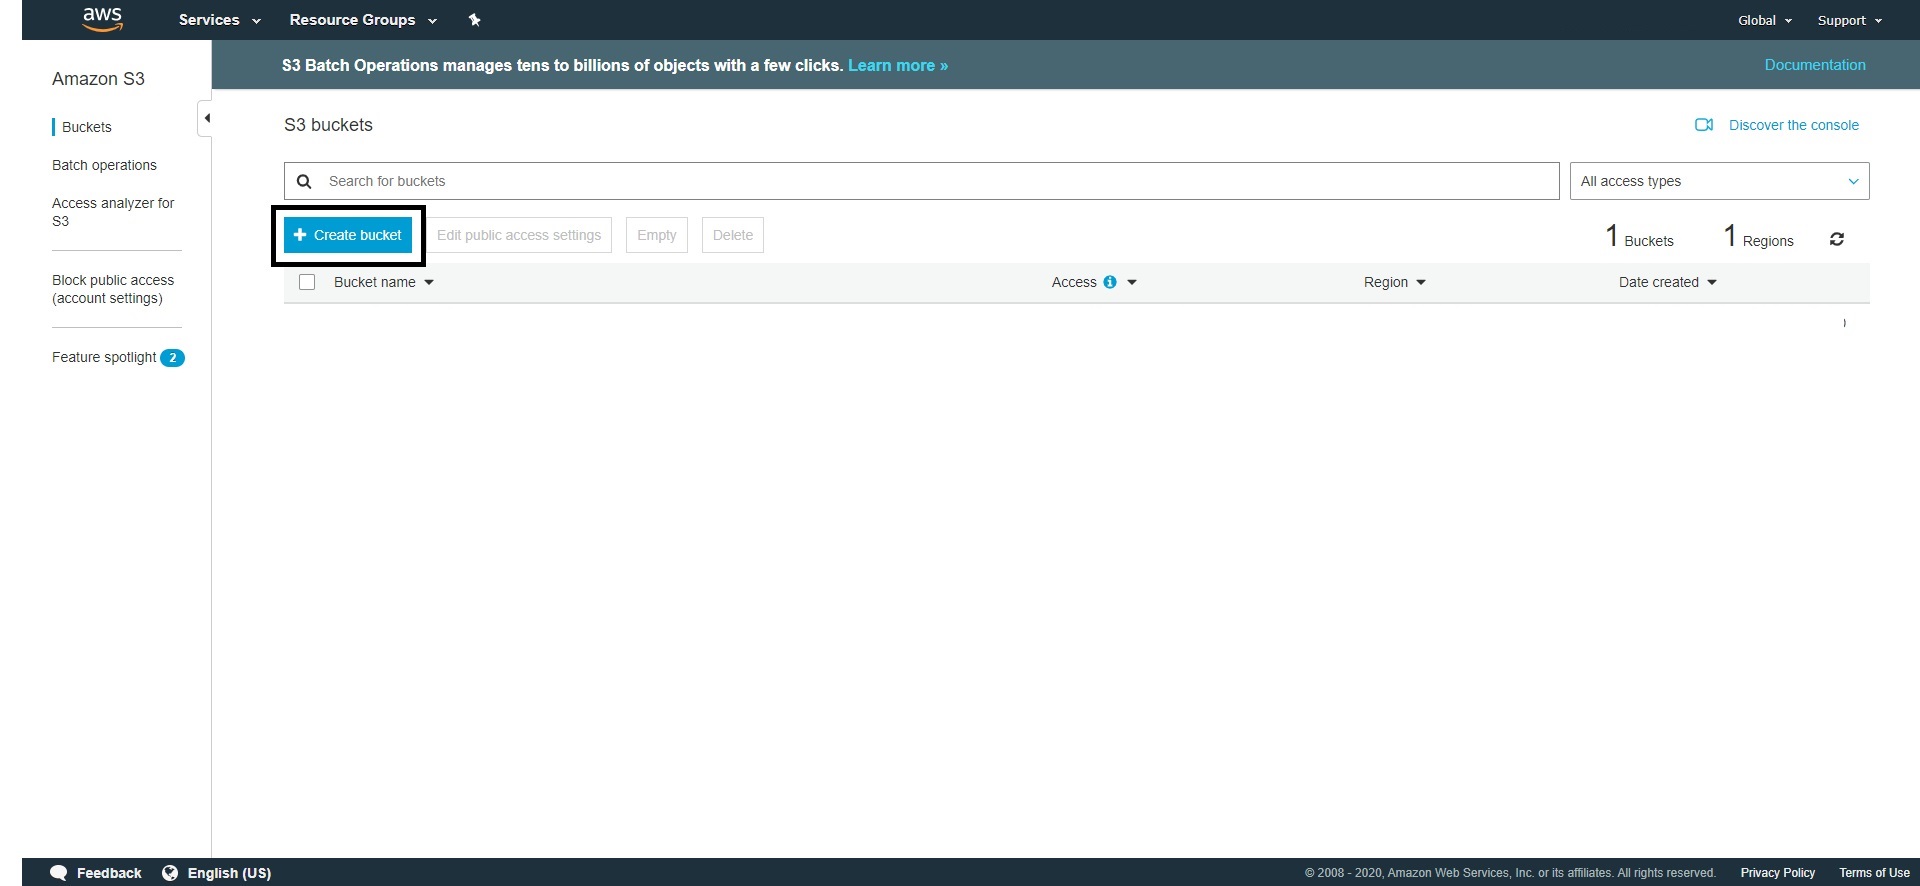 aws Services Resource Groups Global Support
S3 Batch Operations manages tens to billions of objects with a few clicks. Learn more » Documentation
Amazon S3
Buckets
Batch operations
Access analyzer for
S3
Block public access
(account settings)
Feature spotlight 2
S3 buckets Discover the console
Search for buckets All access types
+ Create bucket Edit public access settings Empty Delete 1 Buckets 1 Regions
Bucket name Access Region Date created
Feedback English (US) © 2008 - 2020, Amazon Web Services, Inc. or its affiliates. All rights reserved. Privacy Policy Terms of Use